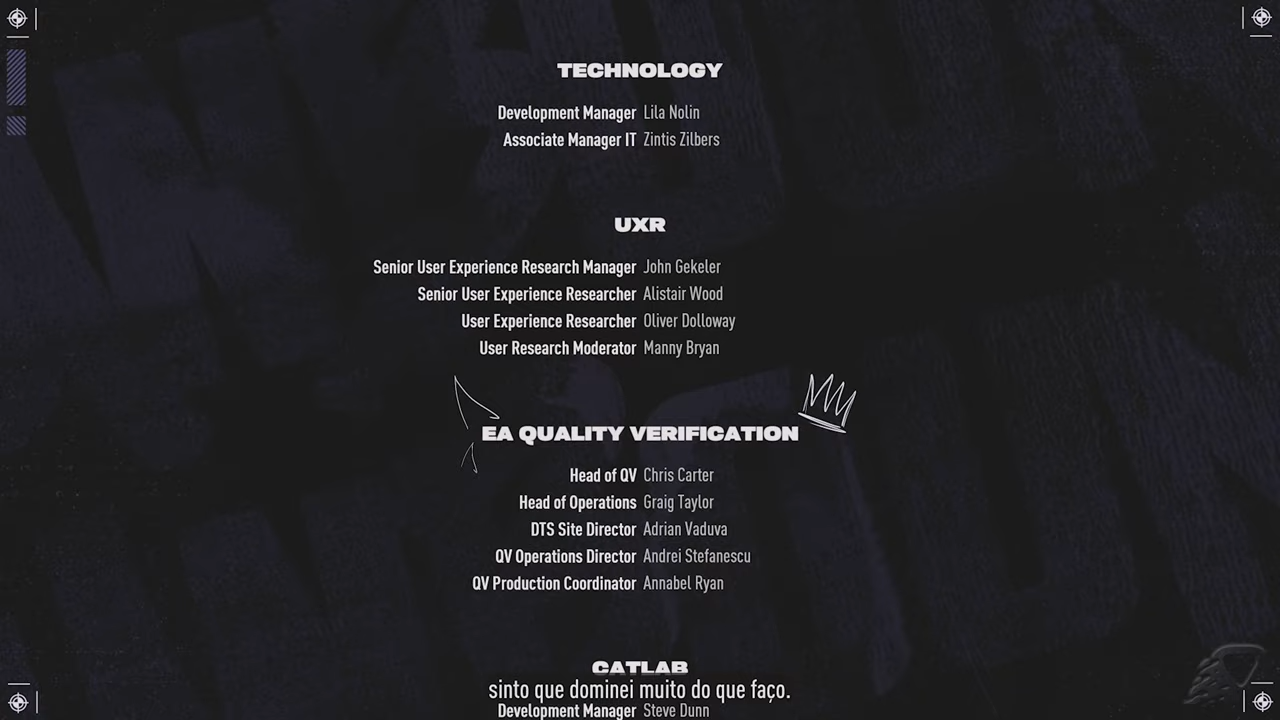 TECHNOLOGY
Development Manager Lila Nolin
Associate Manager IT Zintis Zilbers
UXR
Senior User Experience Research Manager John Gekeler
Senior User Experience Researcher Alistair Wood
User Experience Researcher Oliver Dolloway
User Research Moderator Manny Bryan
EA QUALITY VERIFICATION
Head of QV Chris Carter
Head of Operations Graig Taylor
DTS Site Director Adrian Vaduva
QV Operations Director Andrei Stefanescu
QV Production Coordinator Annabel Ryan
CATLAB
sinto que dominei muito do que faço.
Development Manager Steve Dunn